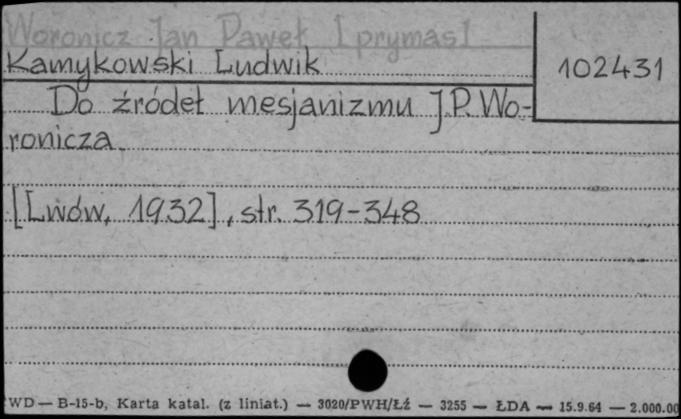 Woronicz Jan Paweł [prymas]
Kamykowski Ludwik
102431
Do źródeł mesjanizmu J.P. Wo-
ronicza.
[Lwów, 1932], str. 319-348
WD — B-15-b, Karta katal. (z liniat.) — 3020/PWH/Łź — 3255 — ŁDA — 15.9.64 — 2.000.00